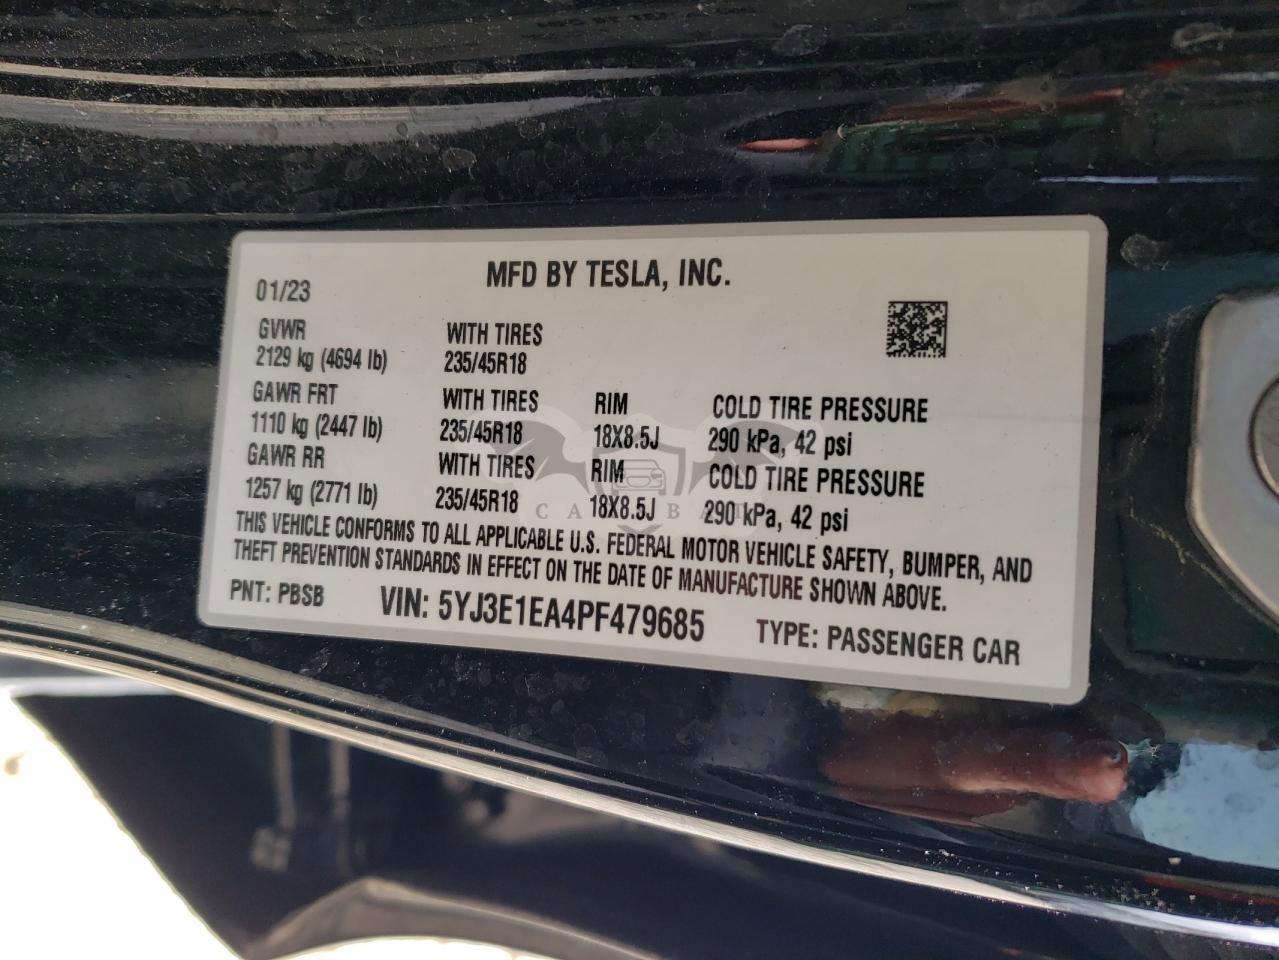 MFD BY TESLA, INC.
01/23
GVWR WITH TIRES
2129 kg (4694 lb) 235/45R18
GAWR FRT WITH TIRES RIM COLD TIRE PRESSURE
1110 kg (2447 lb) 235/45R18 18X8.5J 290 kPa, 42 psi
GAWR RR WITH TIRES RIM COLD TIRE PRESSURE
1257 kg (2771 lb) 235/45R18 18X8.5J 290 kPa, 42 psi
THIS VEHICLE CONFORMS TO ALL APPLICABLE U.S. FEDERAL MOTOR VEHICLE SAFETY, BUMPER, AND
THEFT PREVENTION STANDARDS IN EFFECT ON THE DATE OF MANUFACTURE SHOWN ABOVE.
PNT: PBSB VIN: 5YJ3E1EA4PF479685 TYPE: PASSENGER CAR